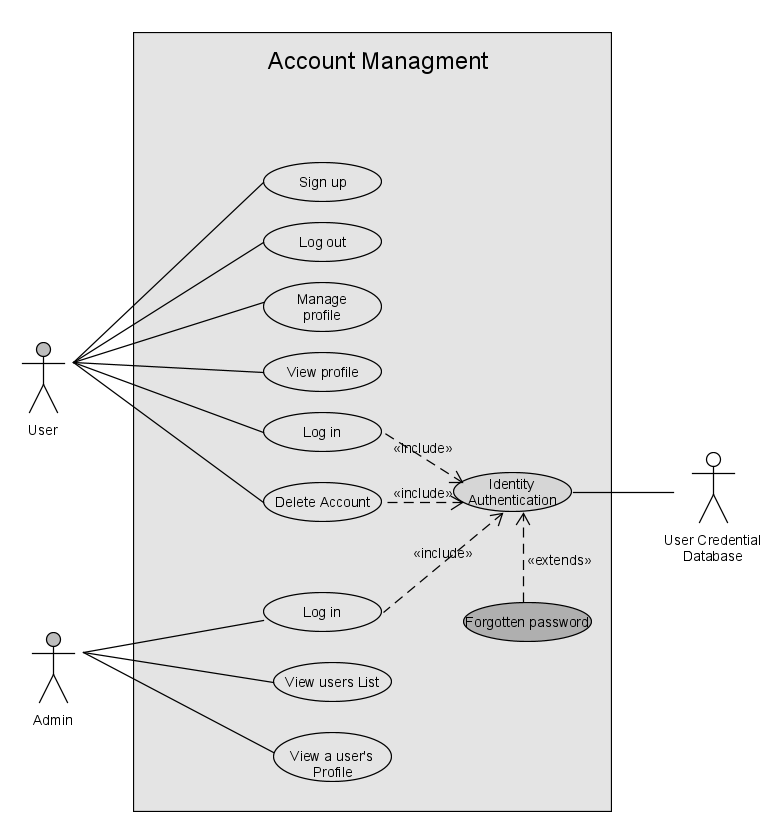 Account Managment
Sign up
Log out
Manage
profile
View profile
User
Log in
«include»
Identity
Authentication
Delete Account
«include»
User Credential
Database
«include»
«extends»
Log in
Forgotten password
Admin
View users List
View a user's
Profile